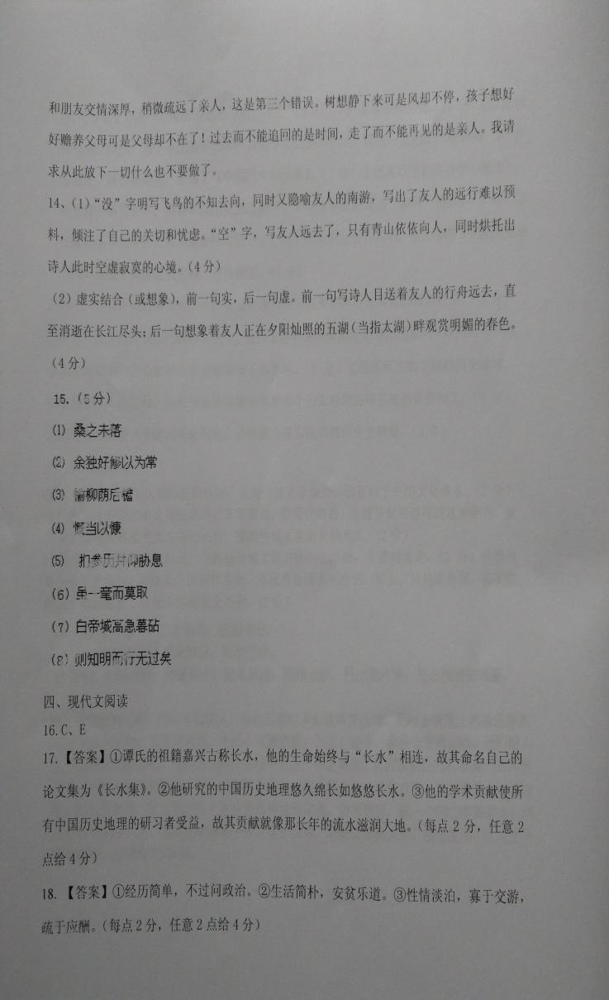 和朋友交情深厚，稍微疏远了亲人，这是第三个错误。树想静下来可是风却不停，孩子想好
好赡养父母可是父母却不在了！过去而不能追回的是时间，走了而不能再见的是亲人。我请
求从此放下一切什么也不要做了。
14、（1）“没”字明写飞鸟的不知去向，同时又隐喻友人的南游，写出了友人的远行难以预
料，倾注了自己的关切和忧虑。“空”字，写友人远去了，只有青山依依向人，同时烘托出
诗人此时空虚寂寞的心境。（4分）
（2）虚实结合（或想象），前一句实，后一句虚。前一句写诗人目送着友人的行舟远去，直
至消逝在长江尽头；后一句想象着友人正在夕阳灿照的五湖（当指太湖）畔观赏明媚的春色。
（4分）
15.（5分）
(1) 桑之未落
(2) 余独好修以为常
(3) 榆柳荫后檐
(4) 慨当以慷
(5) 扪参历井仰胁息
(6) 虽一毫而莫取
(7) 白帝城高急暮砧
(8) 则知明而行无过矣
四、现代文阅读
16.C、E
17.【答案】①谭氏的祖籍嘉兴古称长水，他的生命始终与“长水”相连，故其命名自己的
论文集为《长水集》。②他研究的中国历史地理悠久绵长如悠悠长水。③他的学术贡献使所
有中国历史地理的研习者受益，故其贡献就像那长年的流水滋润大地。（每点2分，任意2
点给4分）
18.【答案】①经历简单，不过问政治。②生活简朴，安贫乐道。③性情淡泊，寡于交游，
疏于应酬。（每点2分，任意2点给4分）